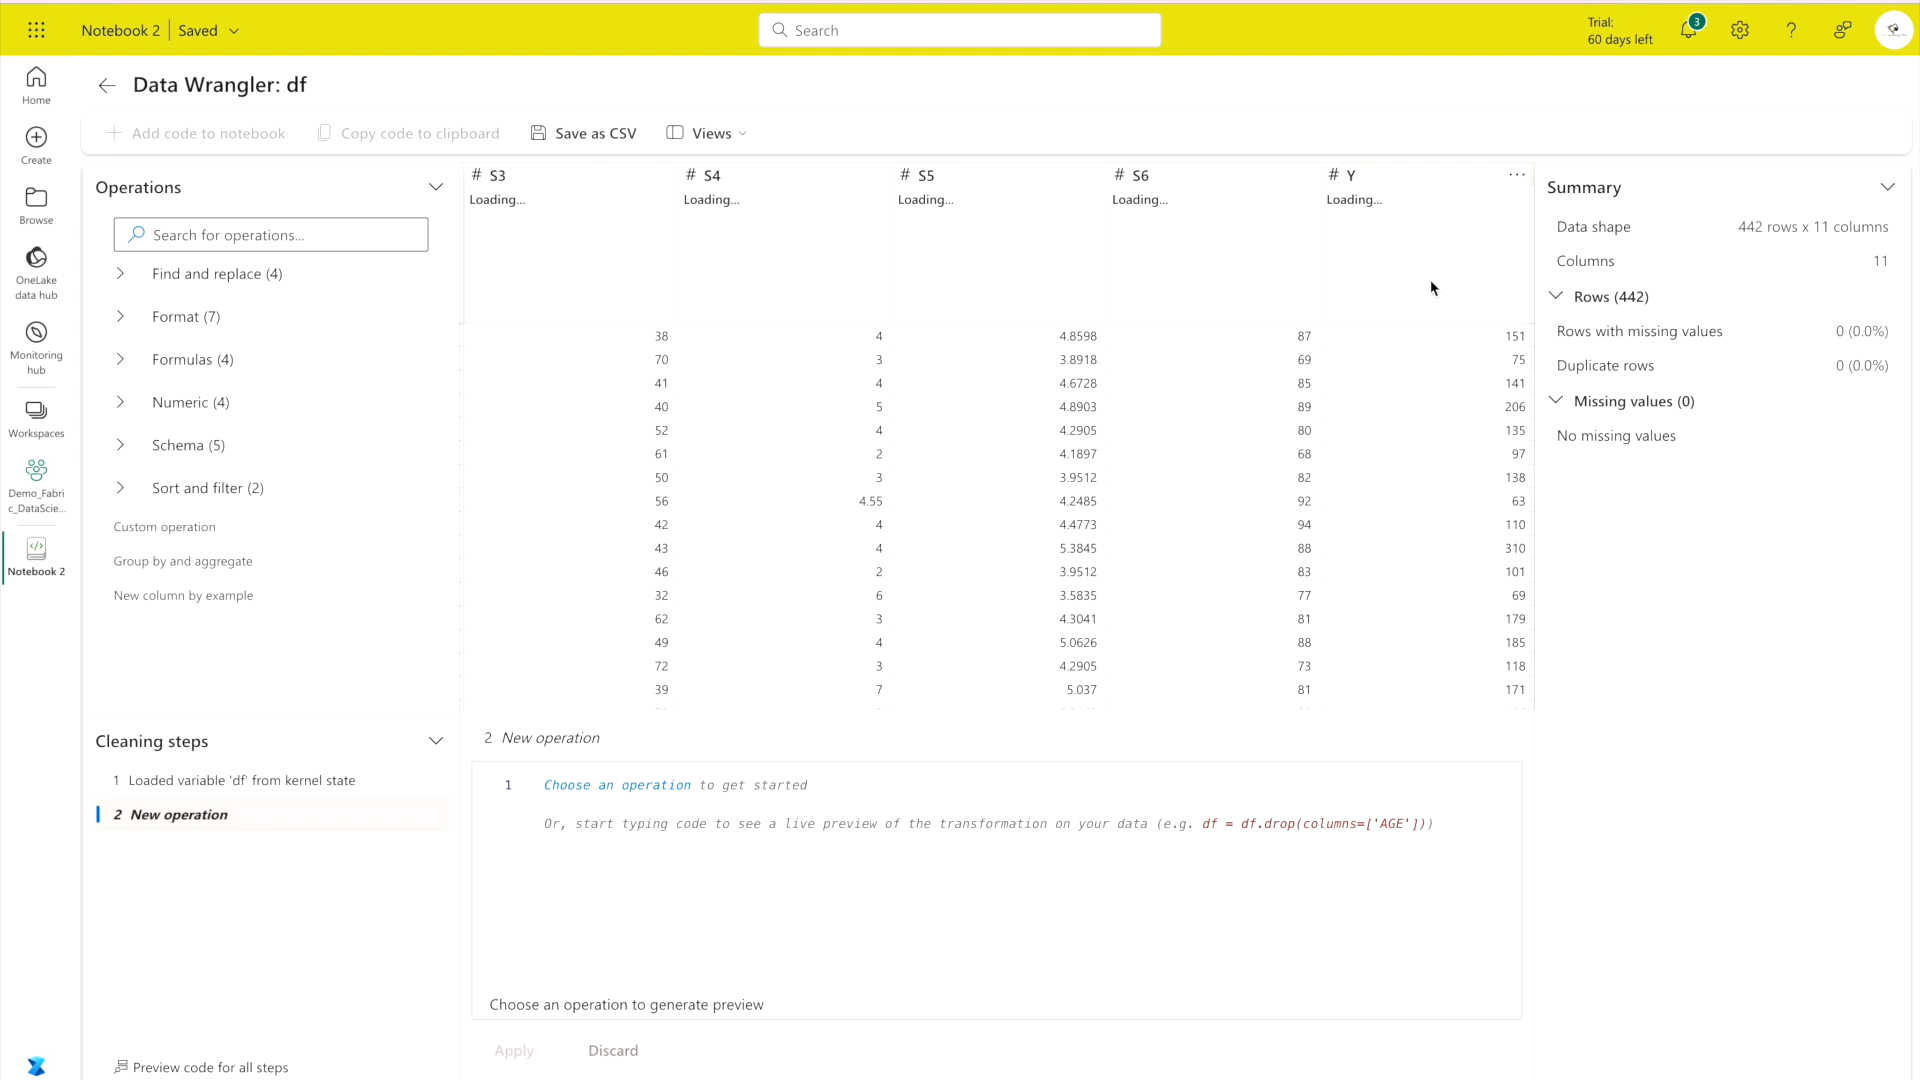 Notebook 2 | Saved
Search
Trial:
60 days left
3
Home
Create
Browse
OneLake
data hub
Monitoring
hub
Workspaces
Demo_Fabri
c_DataScie...
Notebook 2
Data Wrangler: df
Add code to notebook
Copy code to clipboard
Save as CSV
Views
Operations
Search for operations...
Find and replace (4)
Format (7)
Formulas (4)
Numeric (4)
Schema (5)
Sort and filter (2)
Custom operation
Group by and aggregate
New column by example
Cleaning steps
1 Loaded variable 'df' from kernel state
2 New operation
Preview code for all steps
# S3 # S4 # S5 # S6 # Y ...
Loading... Loading... Loading... Loading... Loading...
38 4 4.8598 87 151
70 3 3.8918 69 75
41 4 4.6728 85 141
40 5 4.8903 89 206
52 4 4.2905 80 135
61 2 4.1897 68 97
50 3 3.9512 82 138
56 4.55 4.2485 92 63
42 4 4.4773 94 110
43 4 5.3845 88 310
46 2 3.9512 83 101
32 6 3.5835 77 69
62 3 4.3041 81 179
49 4 5.0626 88 185
72 3 4.2905 73 118
39 7 5.037 81 171
2 New operation
1 Choose an operation to get started
Or, start typing code to see a live preview of the transformation on your data (e.g. df = df.drop(columns=['AGE']))
Choose an operation to generate preview
Apply Discard
Summary
Data shape 442 rows x 11 columns
Columns 11
Rows (442)
Rows with missing values 0 (0.0%)
Duplicate rows 0 (0.0%)
Missing values (0)
No missing values